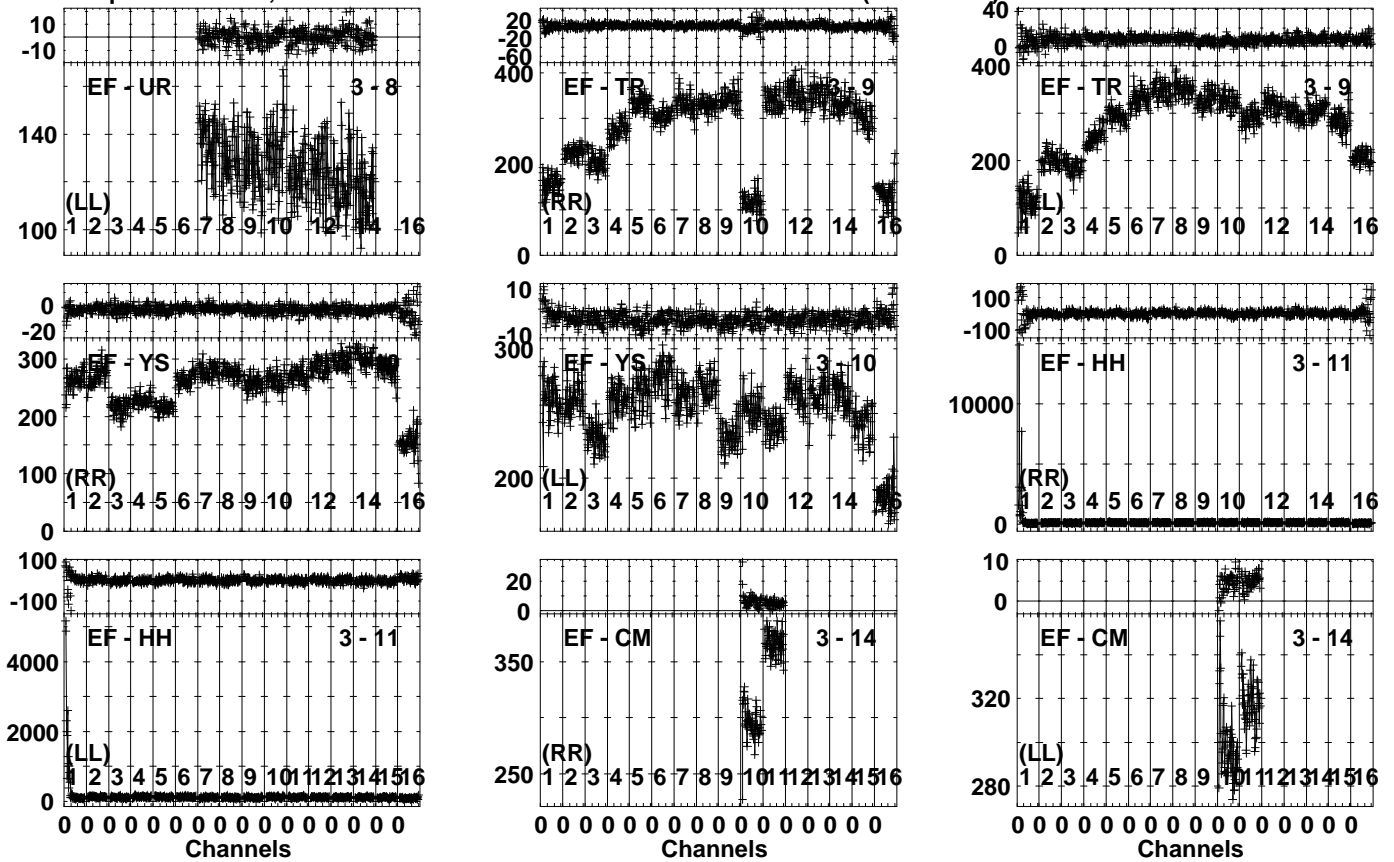 10 20 40
-10 -20 0
-60
EF - UR 3 - 8 400 EF - TR 3 - 9 400 EF - TR 3 - 9
140
200 200
(LL) (RR)
100 1 2 3 4 5 6 7 8 9 10 12 14 16 1 2 3 4 5 6 7 8 9 10 12 14 16 1 2 3 4 5 6 7 8 9 10 12 14 16
0 0
0 10 100
-20 -10 -100
300 EF - YS 300 EF - YS 3 - 10 EF - HH 3 - 11
200 10000
100 200
(RR) (LL) (RR)
1 2 3 4 5 6 7 8 9 10 12 14 16 1 2 3 4 5 6 7 8 9 10 12 14 16 1 2 3 4 5 6 7 8 9 10 12 14 16
0 0
100 20 10
-100 0 0
EF - HH 3 - 11 EF - CM 3 - 14 EF - CM 3 - 14
4000 350 320
2000
(LL) (RR) (LL)
1 2 3 4 5 6 7 8 9 10 11 12 13 14 15 16 250 1 2 3 4 5 6 7 8 9 10 11 12 13 14 15 16 280 1 2 3 4 5 6 7 8 9 10 11 12 13 14 15 16
0
0 0 0 0 0 0 0 0 0 0 0 0 0 0 0 0 0 0 0 0 0 0 0 0 0 0 0 0 0 0 0 0 0 0 0 0 0 0 0 0 0 0 0 0 0 0 0 0
Channels Channels Channels